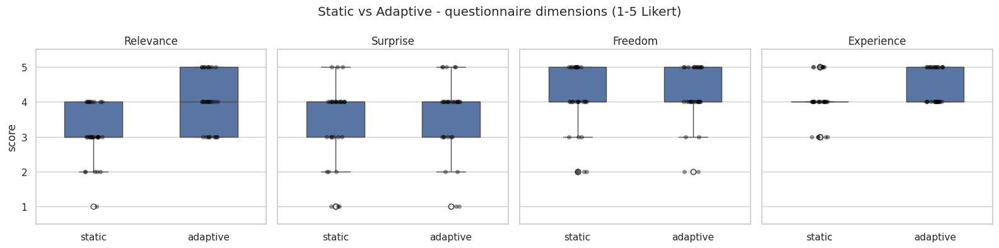 Static vs Adaptive - questionnaire dimensions (1-5 Likert)
Relevance
Surprise
Freedom
Experience
score
5
4
3
2
1
static
adaptive
static
adaptive
static
adaptive
static
adaptive